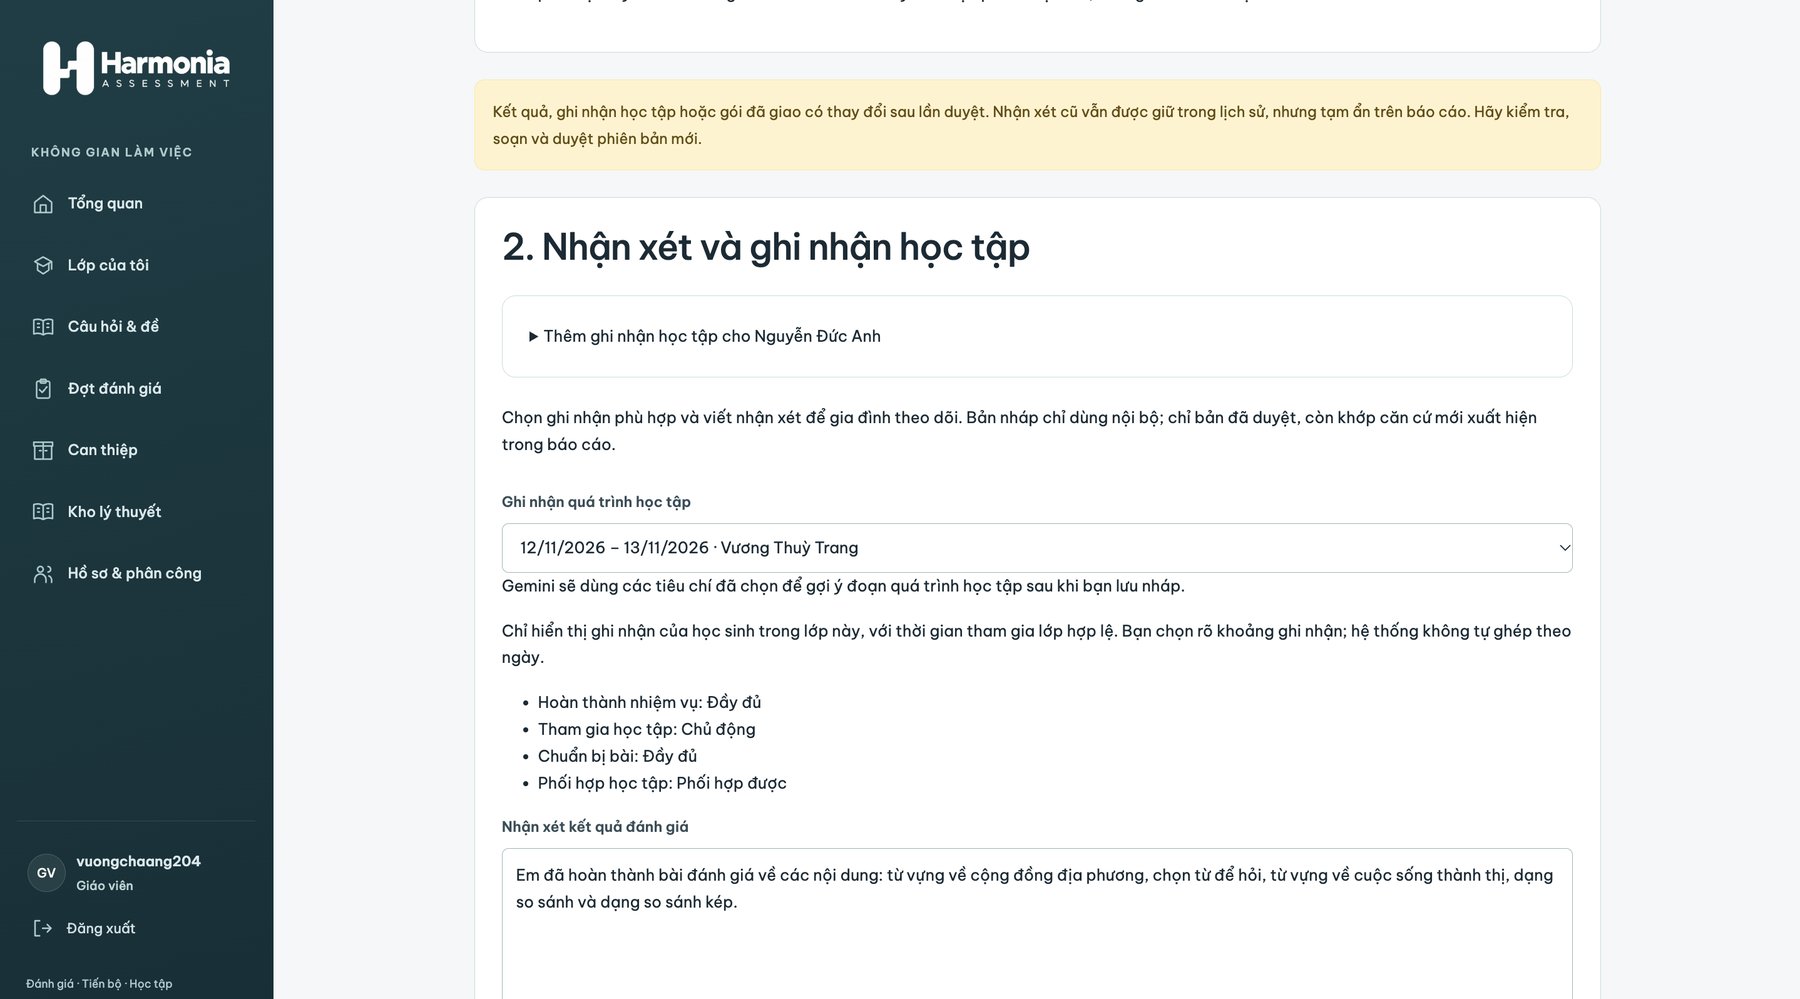 Harmonia
ASSESSMENT
KHÔNG GIAN LÀM VIỆC
Tổng quan
Lớp của tôi
Câu hỏi & đề
Đợt đánh giá
Can thiệp
Kho lý thuyết
Hồ sơ & phân công
GV
vuongchaang204
Giáo viên
Đăng xuất
Đánh giá · Tiến bộ · Học tập
Kết quả, ghi nhận học tập hoặc gói đã giao có thay đổi sau lần duyệt. Nhận xét cũ vẫn được giữ trong lịch sử, nhưng tạm ẩn trên báo cáo. Hãy kiểm tra,
soạn và duyệt phiên bản mới.
2. Nhận xét và ghi nhận học tập
Thêm ghi nhận học tập cho Nguyễn Đức Anh
Chọn ghi nhận phù hợp và viết nhận xét để gia đình theo dõi. Bản nháp chỉ dùng nội bộ; chỉ bản đã duyệt, còn khớp căn cứ mới xuất hiện
trong báo cáo.
Ghi nhận quá trình học tập
12/11/2026 – 13/11/2026 · Vương Thuỳ Trang
Gemini sẽ dùng các tiêu chí đã chọn để gợi ý đoạn quá trình học tập sau khi bạn lưu nháp.
Chỉ hiển thị ghi nhận của học sinh trong lớp này, với thời gian tham gia lớp hợp lệ. Bạn chọn rõ khoảng ghi nhận; hệ thống không tự ghép theo
ngày.
• Hoàn thành nhiệm vụ: Đầy đủ
• Tham gia học tập: Chủ động
• Chuẩn bị bài: Đầy đủ
• Phối hợp học tập: Phối hợp được
Nhận xét kết quả đánh giá
Em đã hoàn thành bài đánh giá về các nội dung: từ vựng về cộng đồng địa phương, chọn từ để hỏi, từ vựng về cuộc sống thành thị, dạng
so sánh và dạng so sánh kép.